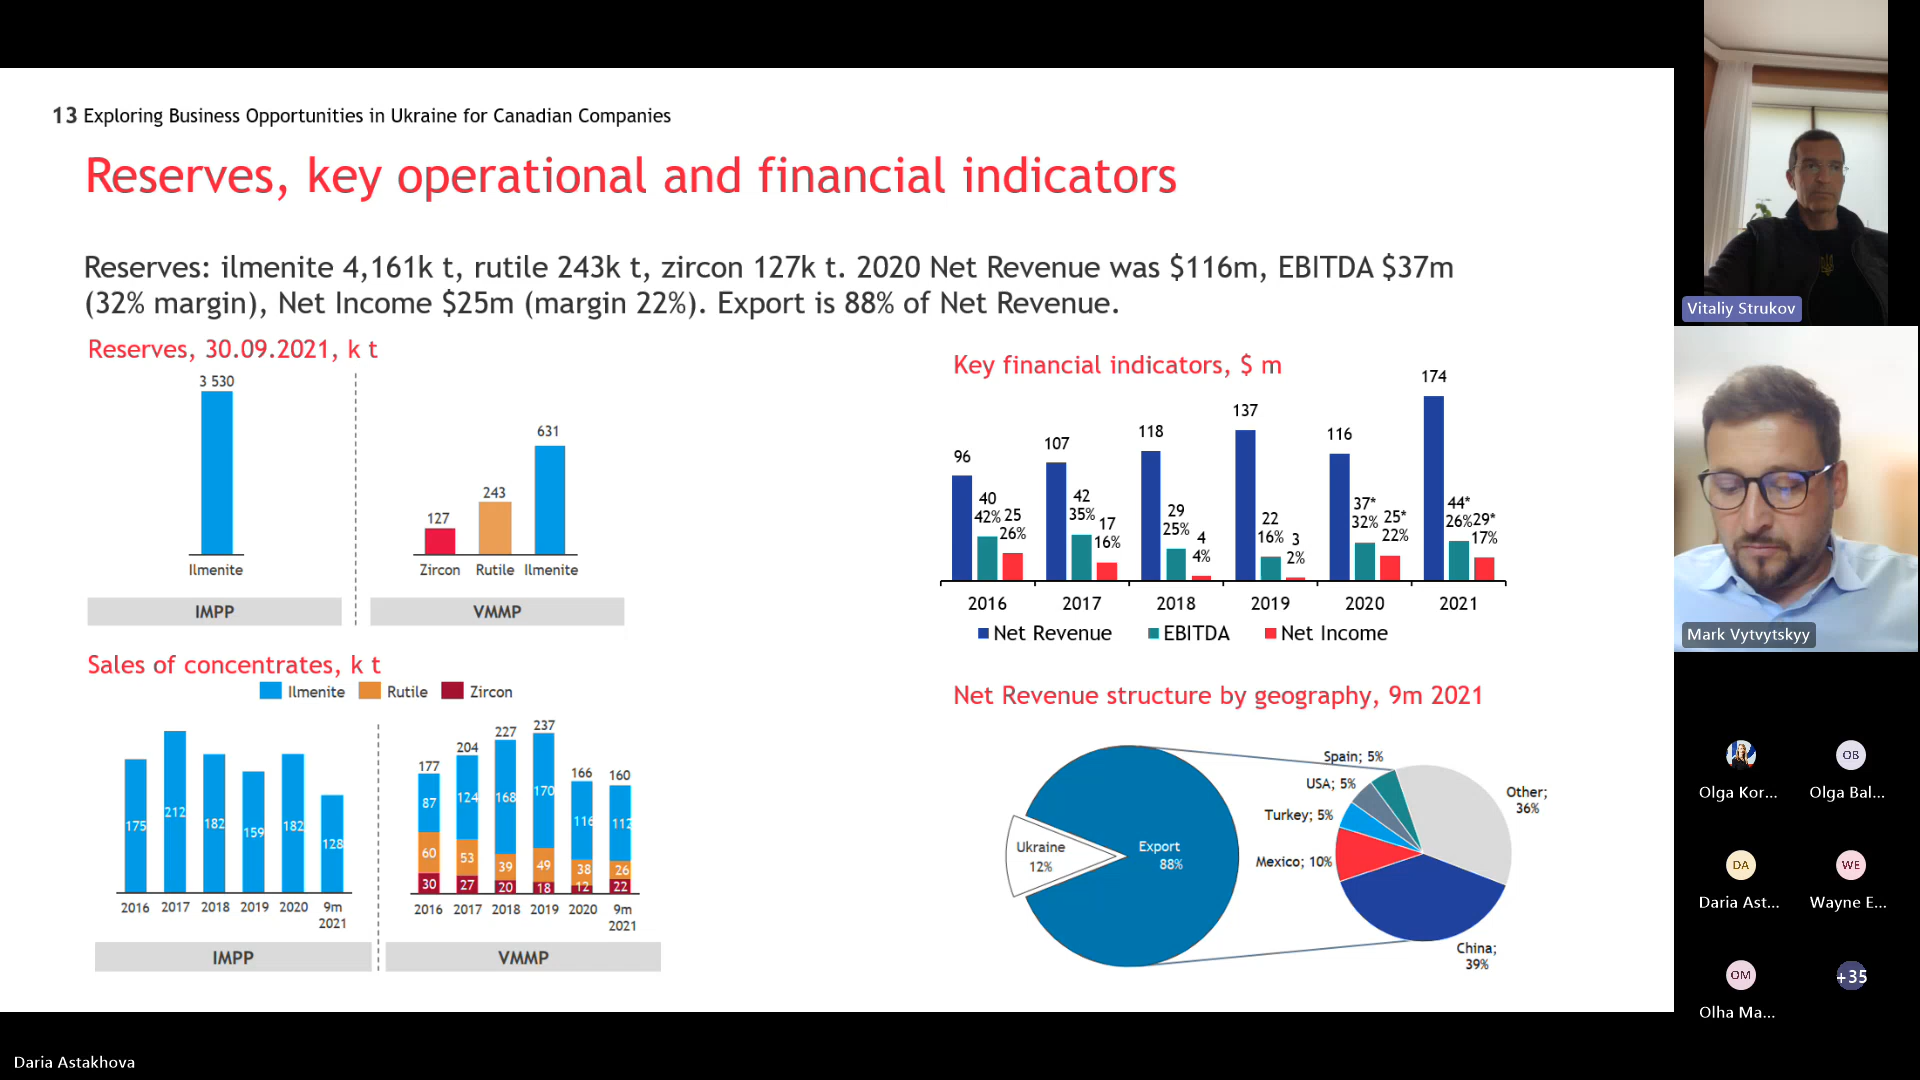 13 Exploring Business Opportunities in Ukraine for Canadian Companies
Reserves, key operational and financial indicators
Reserves: ilmenite 4,161k t, rutile 243k t, zircon 127k t. 2020 Net Revenue was $116m, EBITDA $37m
(32% margin), Net Income $25m (margin 22%). Export is 88% of Net Revenue.
Reserves, 30.09.2021, k t
3 530
Ilmenite
IMPP
127
243
631
Zircon Rutile Ilmenite
VMMP
Sales of concentrates, k t
Ilmenite Rutile Zircon
175 212 182 159 182 128
2016 2017 2018 2019 2020 9m
2021
IMPP
177 204 227 237 166 160
87 124 168 170 116 112
60 53 39 49 38 26
30 27 20 18 12 22
2016 2017 2018 2019 2020 9m
2021
VMMP
Key financial indicators, $ m
96 107 118 137 116 174
40 42 29 22 37* 44*
42% 35% 25% 16% 32% 26%
25 17 4 3 25* 29*
26% 16% 4% 2% 22% 17%
2016 2017 2018 2019 2020 2021
Net Revenue EBITDA Net Income
Net Revenue structure by geography, 9m 2021
Ukraine
12%
Export
88%
Spain; 5%
USA; 5%
Turkey; 5%
Mexico; 10%
Other;
36%
China;
39%
Vitaliy Strukov
Mark Vytvytskyy
OB
Olga Kor... Olga Bal...
DA WE
Daria Ast... Wayne E...
OM +35
Olha Ma...
Daria Astakhova